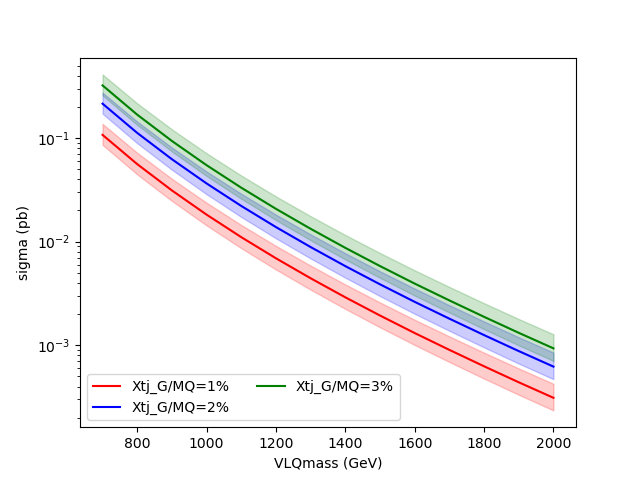 10⁻¹
10⁻²
10⁻³
sigma (pb)
Xtj_G/MQ=1%
Xtj_G/MQ=2%
Xtj_G/MQ=3%
800 1000 1200 1400 1600 1800 2000
VLQmass (GeV)